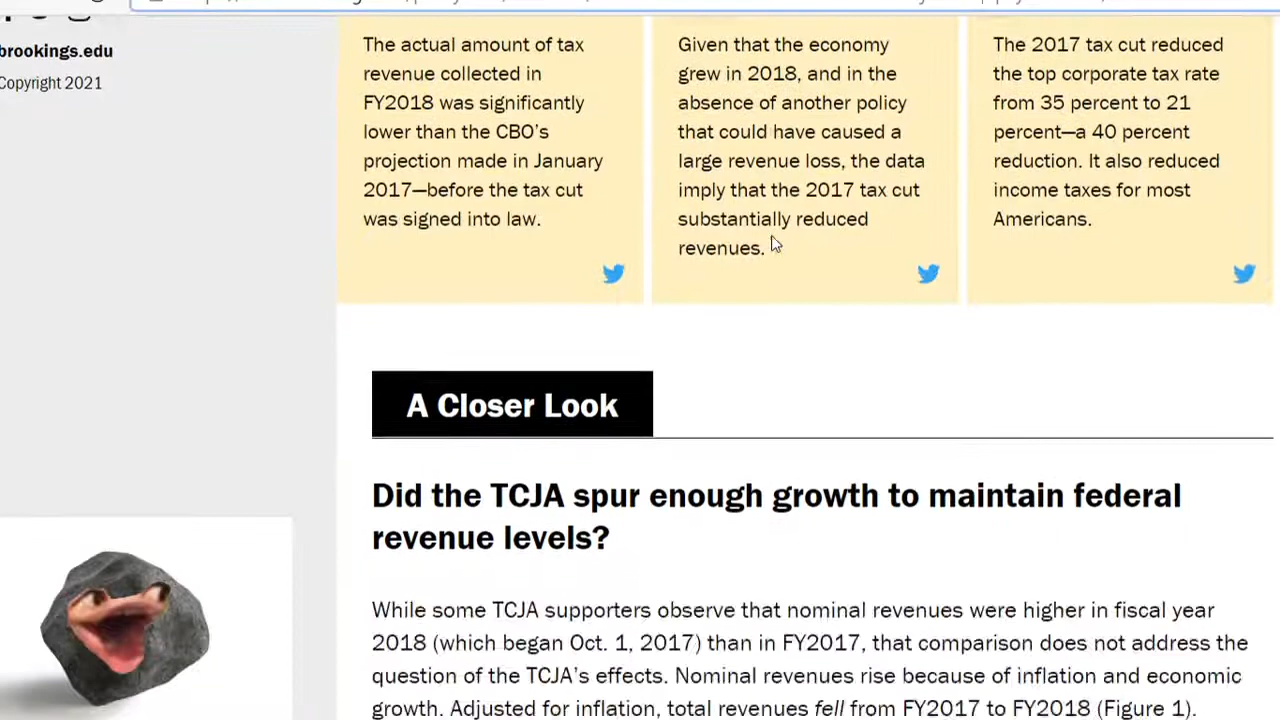 brookings.edu
Copyright 2021
The actual amount of tax
revenue collected in
FY2018 was significantly
lower than the CBO’s
projection made in January
2017—before the tax cut
was signed into law.
Given that the economy
grew in 2018, and in the
absence of another policy
that could have caused a
large revenue loss, the data
imply that the 2017 tax cut
substantially reduced
revenues.
The 2017 tax cut reduced
the top corporate tax rate
from 35 percent to 21
percent—a 40 percent
reduction. It also reduced
income taxes for most
Americans.
A Closer Look
Did the TCJA spur enough growth to maintain federal
revenue levels?
While some TCJA supporters observe that nominal revenues were higher in fiscal year
2018 (which began Oct. 1, 2017) than in FY2017, that comparison does not address the
question of the TCJA’s effects. Nominal revenues rise because of inflation and economic
growth. Adjusted for inflation, total revenues fell from FY2017 to FY2018 (Figure 1).